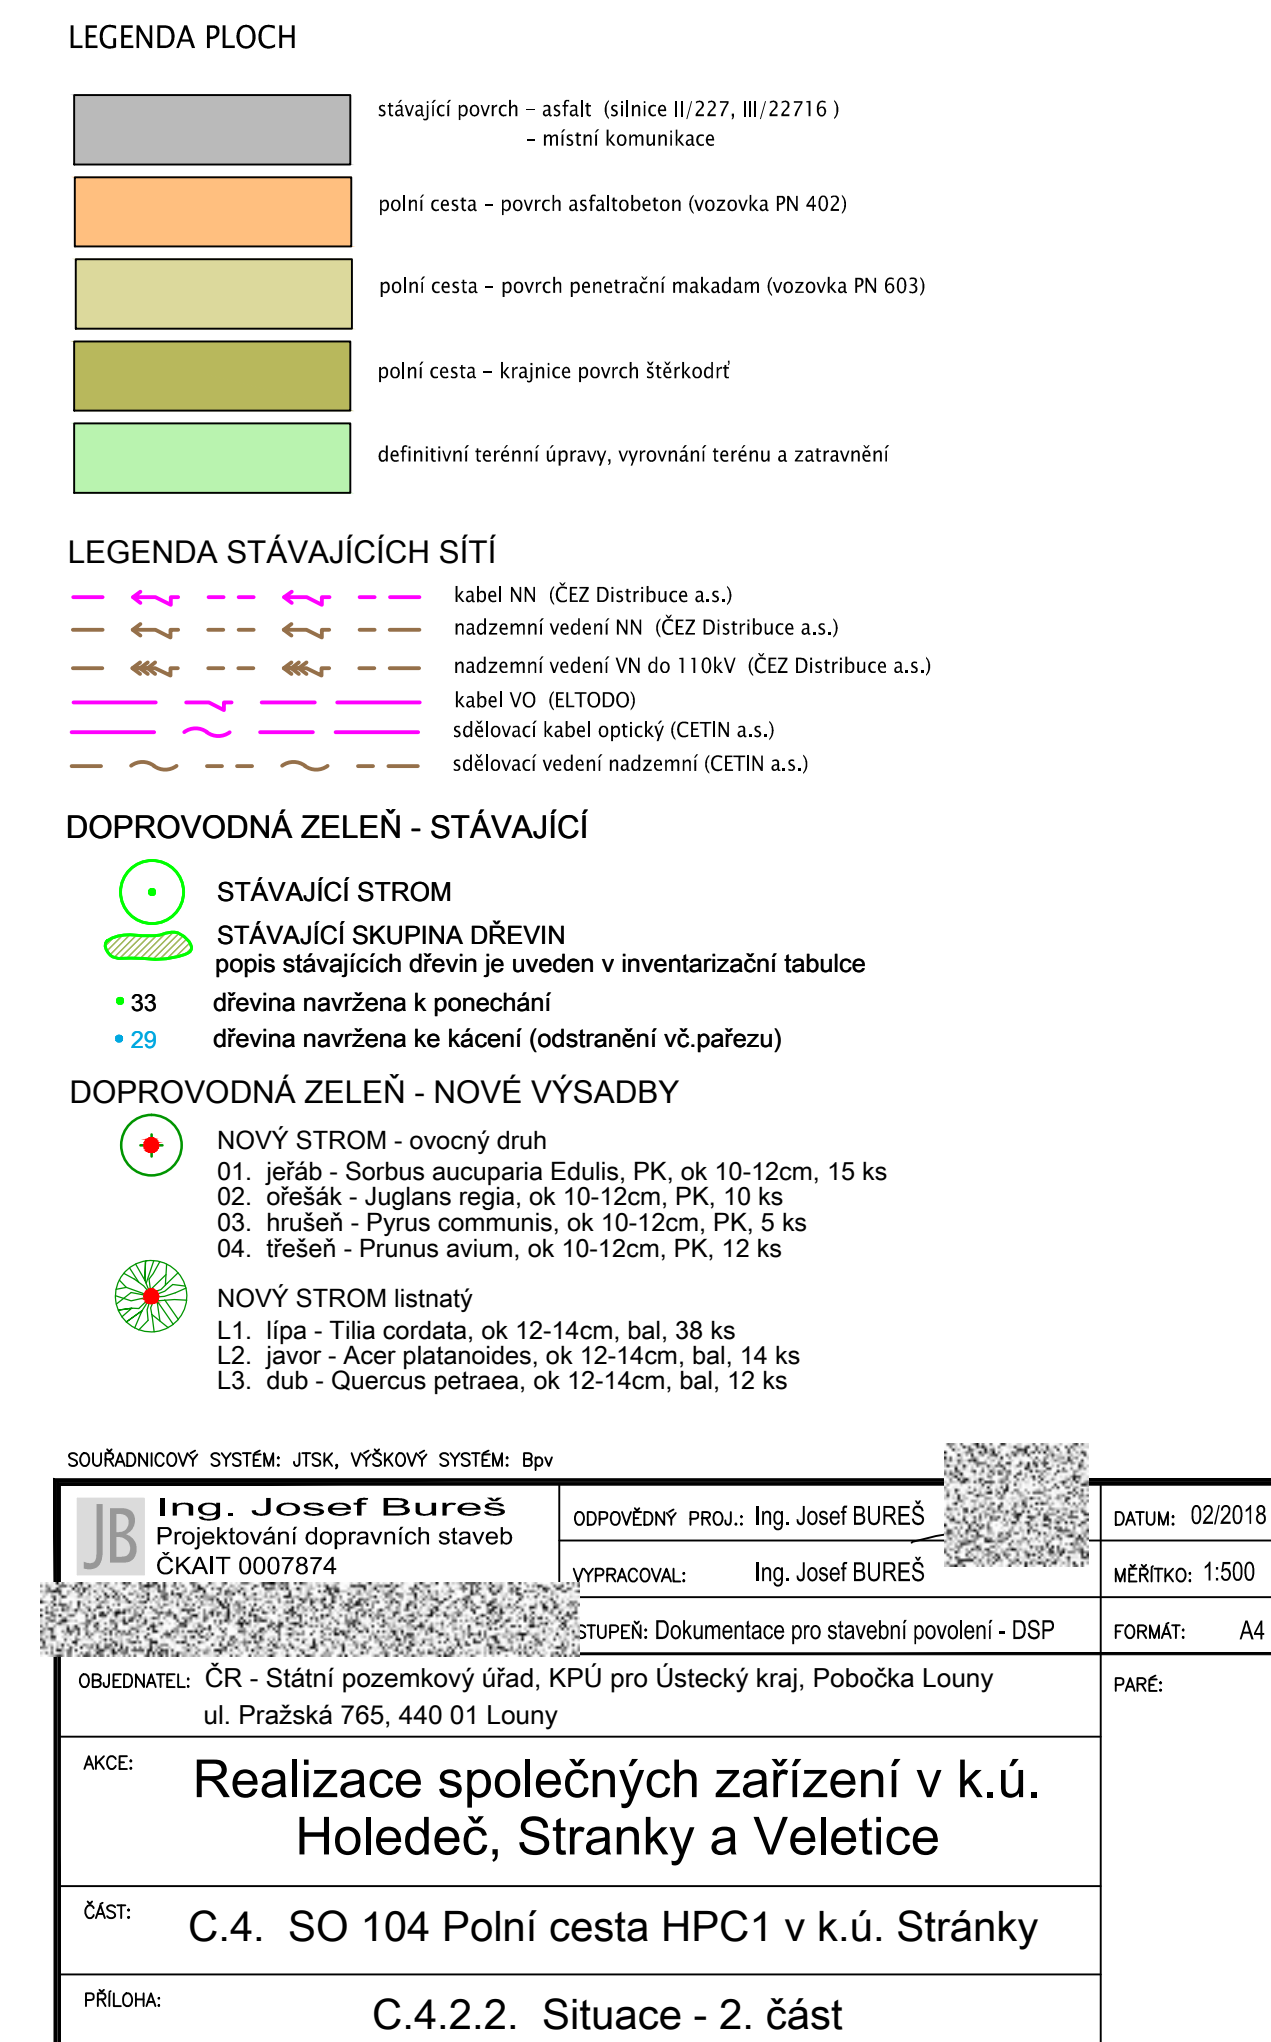 LEGENDA PLOCH
stávající povrch – asfalt (silnice II/227, III/22716 )
– místní komunikace
polní cesta – povrch asfaltobeton (vozovka PN 402)
polní cesta – povrch penetrační makadam (vozovka PN 603)
polní cesta – krajnice povrch štěrkodrť
definitivní terénní úpravy, vyrovnání terénu a zatravnění
LEGENDA STÁVAJÍCÍCH SÍTÍ
kabel NN (ČEZ Distribuce a.s.)
nadzemní vedení NN (ČEZ Distribuce a.s.)
nadzemní vedení VN do 110kV (ČEZ Distribuce a.s.)
kabel VO (ELTODO)
sdělovací kabel optický (CETIN a.s.)
sdělovací vedení nadzemní (CETIN a.s.)
DOPROVODNÁ ZELEŇ - STÁVAJÍCÍ
STÁVAJÍCÍ STROM
STÁVAJÍCÍ SKUPINA DŘEVIN
popis stávajících dřevin je uveden v inventarizační tabulce
33 dřevina navržena k ponechání
29 dřevina navržena ke kácení (odstranění vč.pařezu)
DOPROVODNÁ ZELEŇ - NOVÉ VÝSADBY
NOVÝ STROM - ovocný druh
01. jeřáb - Sorbus aucuparia Edulis, PK, ok 10-12cm, 15 ks
02. ořešák - Juglans regia, ok 10-12cm, PK, 10 ks
03. hrušeň - Pyrus communis, ok 10-12cm, PK, 5 ks
04. třešeň - Prunus avium, ok 10-12cm, PK, 12 ks
NOVÝ STROM listnatý
L1. lípa - Tilia cordata, ok 12-14cm, bal, 38 ks
L2. javor - Acer platanoides, ok 12-14cm, bal, 14 ks
L3. dub - Quercus petraea, ok 12-14cm, bal, 12 ks
SOUŘADNICOVÝ SYSTÉM: JTSK, VÝŠKOVÝ SYSTÉM: Bpv
JB
Ing. Josef Bureš
Projektování dopravních staveb
ČKAIT 0007874
ODPOVĚDNÝ PROJ.: Ing. Josef BUREŠ
DATUM: 02/2018
VYPRACOVAL: Ing. Josef BUREŠ
MĚŘÍTKO: 1:500
STUPEŇ: Dokumentace pro stavební povolení - DSP
FORMÁT: A4
OBJEDNATEL: ČR - Státní pozemkový úřad, KPÚ pro Ústecký kraj, Pobočka Louny
ul. Pražská 765, 440 01 Louny
PARÉ:
AKCE: Realizace společných zařízení v k.ú.
Holedeč, Stranky a Veletice
ČÁST: C.4. SO 104 Polní cesta HPC1 v k.ú. Stránky
PŘÍLOHA: C.4.2.2. Situace - 2. část